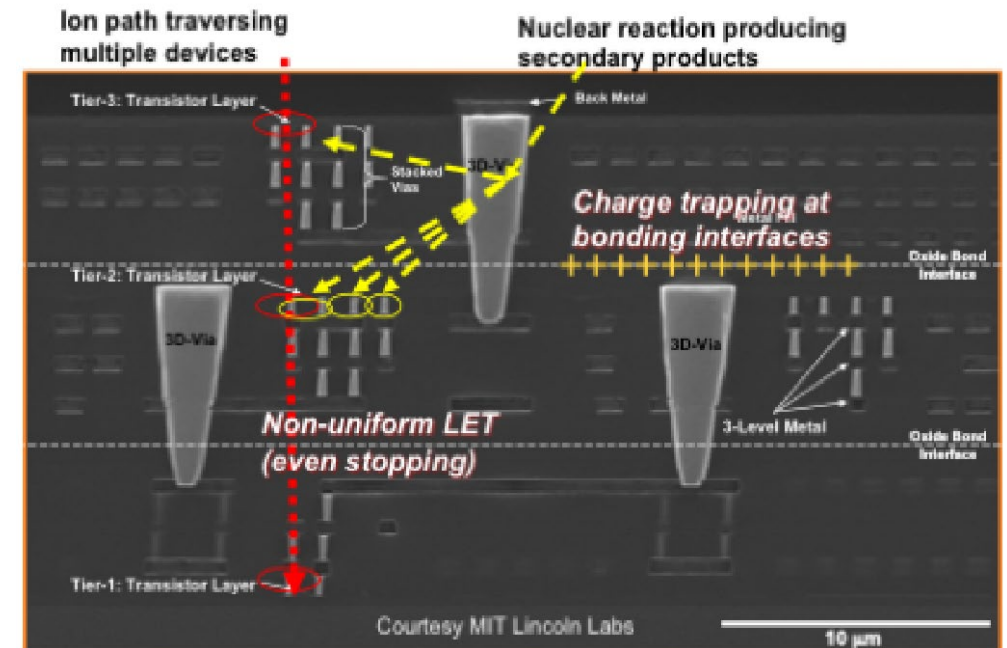 Ion path traversing
multiple devices
Nuclear reaction producing
secondary products
Tier-3: Transistor Layer
Back Metal
3D-Vi
Stacked
Vias
Charge trapping at
bonding interfaces
Oxide Bond
Interface
Tier-2: Transistor Layer
3D-Via
3D-Via
Non-uniform LET
(even stopping)
3-Level Metal
Oxide Bond
Interface
Tier-1: Transistor Layer
Courtesy MIT Lincoln Labs
10 μm